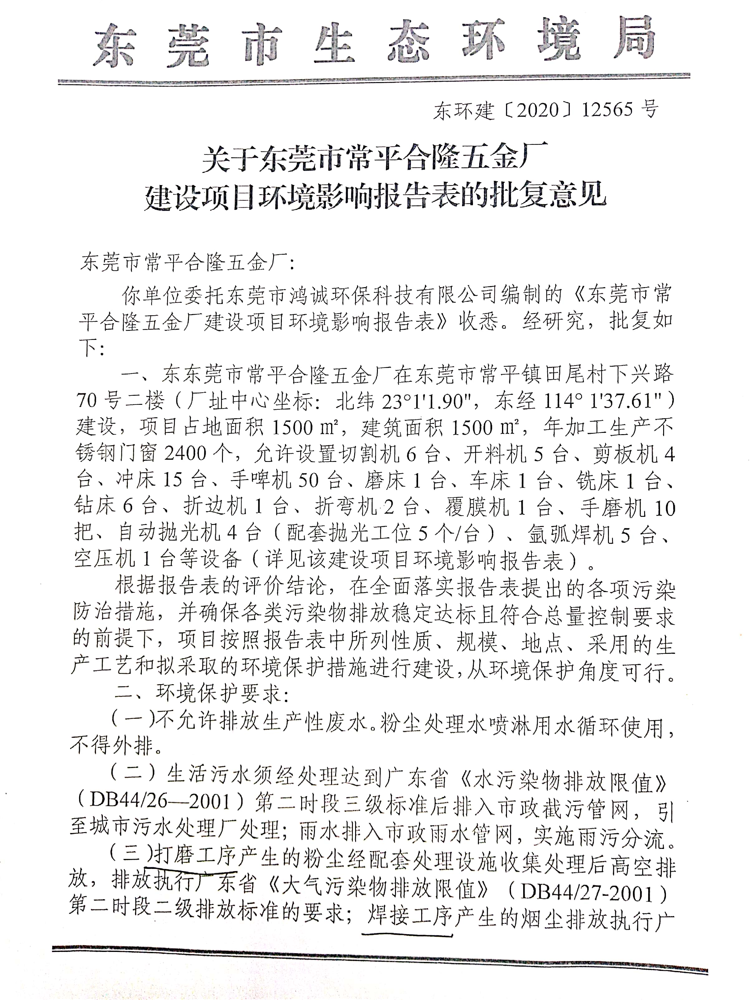 东莞市生态环境局
东环建〔2020〕12565 号
关于东莞市常平合隆五金厂
建设项目环境影响报告表的批复意见
东莞市常平合隆五金厂：
你单位委托东莞市鸿诚环保科技有限公司编制的《东莞市常
平合隆五金厂建设项目环境影响报告表》收悉。经研究，批复如
下：
一、东东莞市常平合隆五金厂在东莞市常平镇田尾村下兴路
70 号二楼（厂址中心坐标：北纬 23°1'1.90"，东经 114° 1'37.61"）
建设，项目占地面积 1500 ㎡，建筑面积 1500 ㎡，年加工生产不
锈钢门窗 2400 个，允许设置切割机 6 台、开料机 5 台、剪板机 4
台、冲床 15 台、手啤机 50 台、磨床 1 台、车床 1 台、铣床 1 台、
钻床 6 台、折边机 1 台、折弯机 2 台、覆膜机 1 台、手磨机 10
把、自动抛光机 4 台（配套抛光工位 5 个/台）、氩弧焊机 5 台、
空压机 1 台等设备（详见该建设项目环境影响报告表）。
根据报告表的评价结论，在全面落实报告表提出的各项污染
防治措施，并确保各类污染物排放稳定达标且符合总量控制要求
的前提下，项目按照报告表中所列性质、规模、地点、采用的生
产工艺和拟采取的环境保护措施进行建设，从环境保护角度可行。
二、环境保护要求：
（一）不允许排放生产性废水。粉尘处理水喷淋用水循环使用，
不得外排。
（二）生活污水须经处理达到广东省《水污染物排放限值》
（DB44/26—2001）第二时段三级标准后排入市政截污管网，引
至城市污水处理厂处理；雨水排入市政雨水管网，实施雨污分流。
（三）打磨工序产生的粉尘经配套处理设施收集处理后高空排
放，排放执行广东省《大气污染物排放限值》（DB44/27-2001）
第二时段二级排放标准的要求；焊接工序产生的烟尘排放执行广